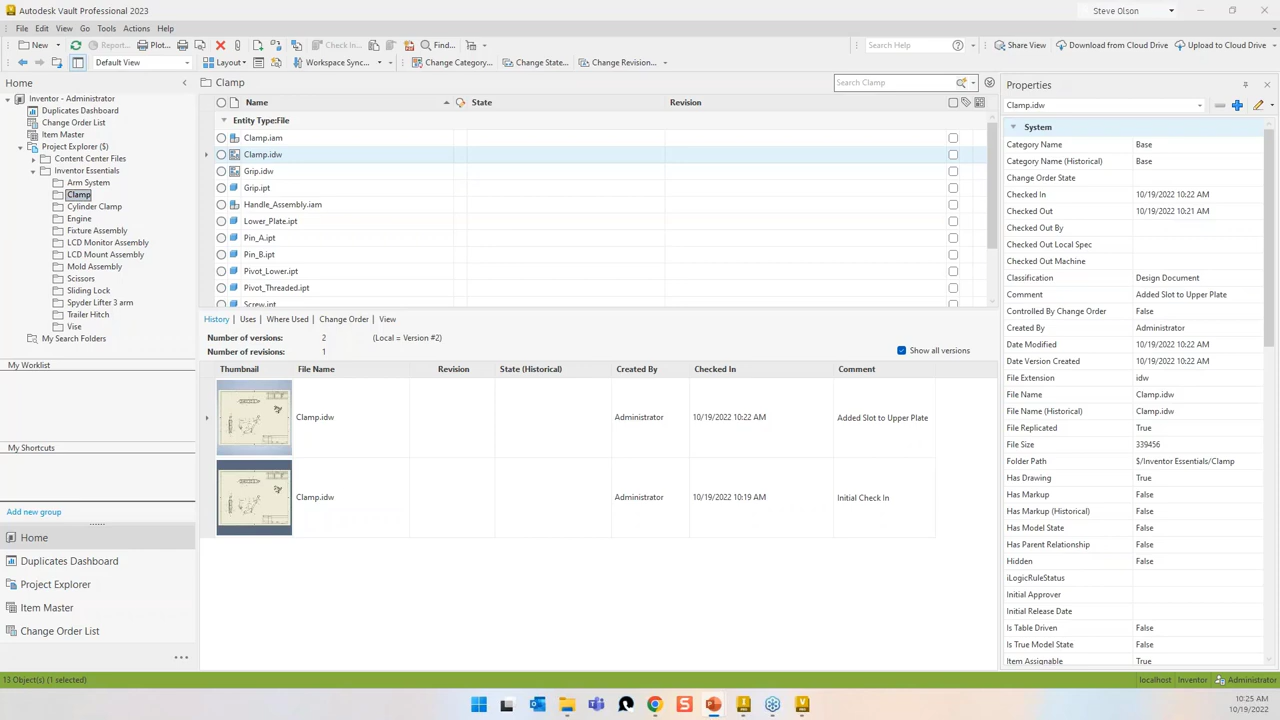 Autodesk Vault Professional 2023
Steve Olson
File Edit View Go Tools Actions Help
New Report... Plot... Check In... Find... Search Help Share View Download from Cloud Drive Upload to Cloud Drive
Default View Layout Workspace Sync... Change Category... Change State... Change Revision...
Home
Inventor - Administrator
Duplicates Dashboard
Change Order List
Item Master
Project Explorer ($)
Content Center Files
Inventor Essentials
Arm System
Clamp
Cylinder Clamp
Engine
Fixture Assembly
LCD Monitor Assembly
LCD Mount Assembly
Mold Assembly
Scissors
Sliding Lock
Spyder Lifter 3 arm
Trailer Hitch
Vise
My Search Folders
My Worklist
My Shortcuts
Add new group
Home
Duplicates Dashboard
Project Explorer
Item Master
Change Order List
Clamp
Search Clamp
Name State Revision
Entity Type:File
Clamp.iam
Clamp.idw
Grip.idw
Grip.ipt
Handle_Assembly.iam
Lower_Plate.ipt
Pin_A.ipt
Pin_B.ipt
Pivot_Lower.ipt
Pivot_Threaded.ipt
Screw.ipt
History | Uses | Where Used | Change Order | View
Number of versions: 2 (Local = Version #2)
Number of revisions: 1
Show all versions
Thumbnail File Name Revision State (Historical) Created By Checked In Comment
Clamp.idw Administrator 10/19/2022 10:22 AM Added Slot to Upper Plate
Clamp.idw Administrator 10/19/2022 10:19 AM Initial Check In
Properties
Clamp.idw
System
Category Name Base
Category Name (Historical) Base
Change Order State
Checked In 10/19/2022 10:22 AM
Checked Out 10/19/2022 10:21 AM
Checked Out By
Checked Out Local Spec
Checked Out Machine
Classification Design Document
Comment Added Slot to Upper Plate
Controlled By Change Order False
Created By Administrator
Date Modified 10/19/2022 10:22 AM
Date Version Created 10/19/2022 10:22 AM
File Extension idw
File Name Clamp.idw
File Name (Historical) Clamp.idw
File Replicated True
File Size 339456
Folder Path $/Inventor Essentials/Clamp
Has Drawing True
Has Markup False
Has Markup (Historical) False
Has Model State False
Has Parent Relationship False
Hidden False
iLogicRuleStatus
Initial Approver
Initial Release Date
Is Table Driven False
Is True Model State False
Item Assignable True
13 Object(s) (1 selected)
localhost Inventor Administrator
10:25 AM
10/19/2022